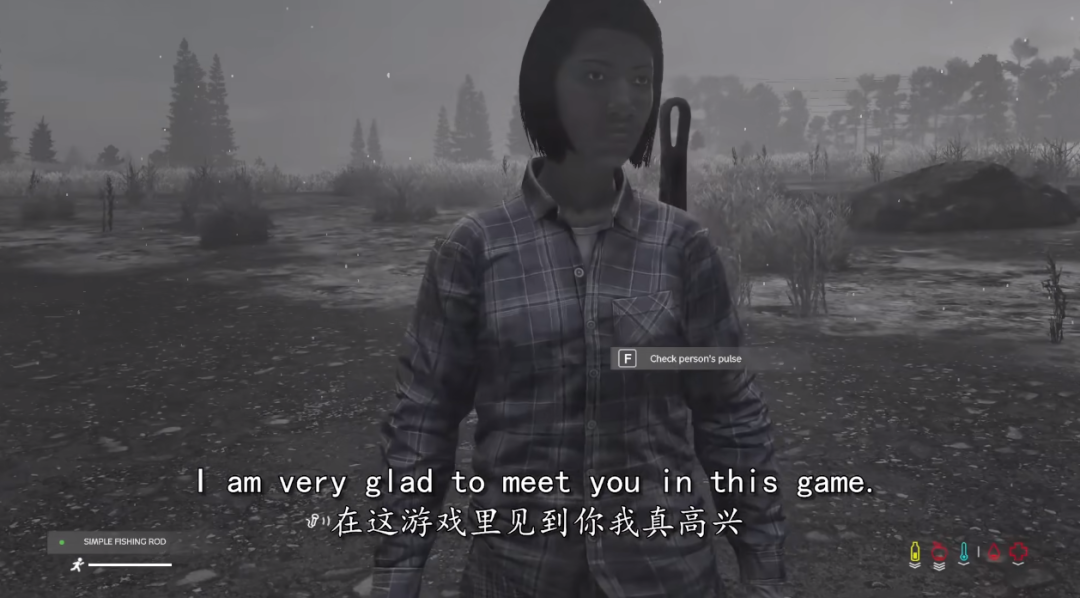 F Check person's pulse
I am very glad to meet you in this game.
在这游戏里见到你我真高兴
SIMPLE FISHING ROD